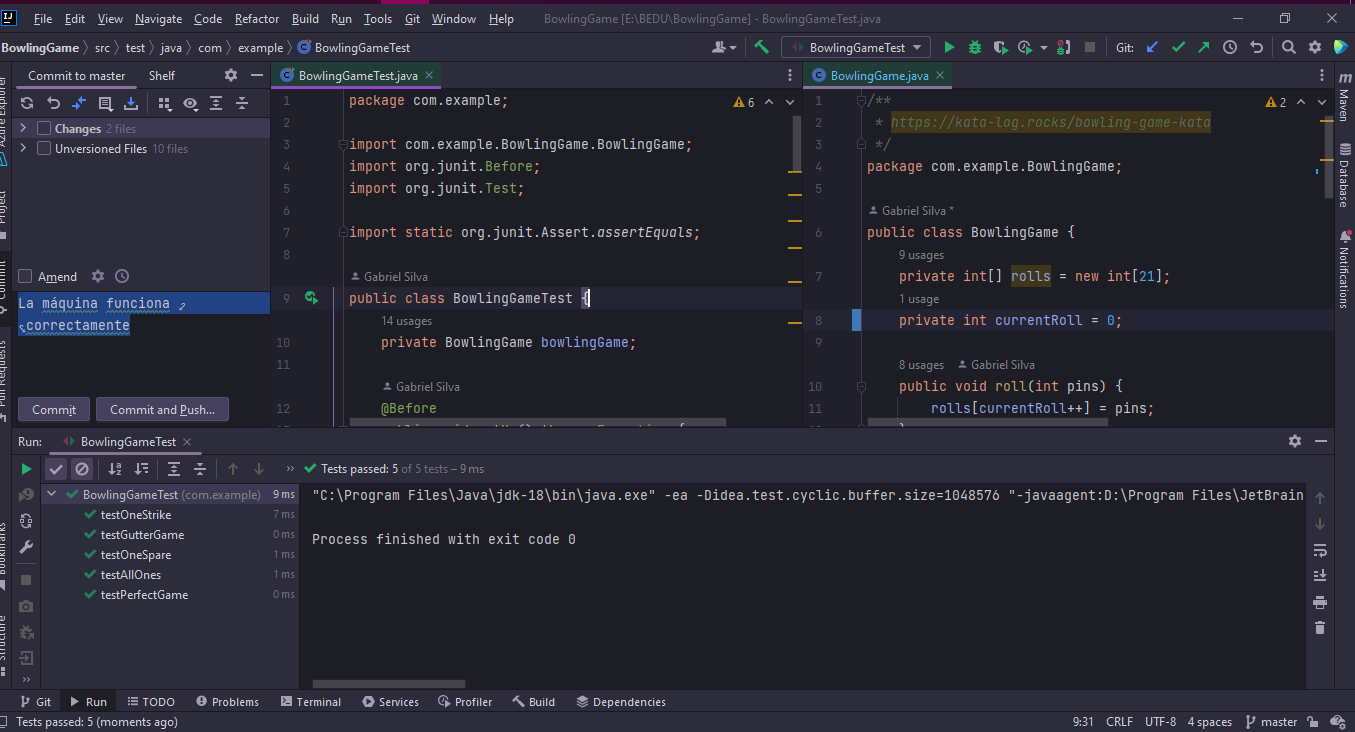 File Edit View Navigate Code Refactor Build Run Tools Git Window Help BowlingGame [E:\BEDU\BowlingGame] - BowlingGameTest.java
BowlingGame src test java com example BowlingGameTest
BowlingGameTest Git:
Commit to master Shelf
Changes 2 files
Unversioned Files 10 files
Amend
La máquina funciona
correctamente
Commit Commit and Push...
BowlingGameTest.java
6
1 package com.example;
2
3 import com.example.BowlingGame.BowlingGame;
4 import org.junit.Before;
5 import org.junit.Test;
6
7 import static org.junit.Assert.assertEquals;
8
Gabriel Silva
9 public class BowlingGameTest {
14 usages
10 private BowlingGame bowlingGame;
11
Gabriel Silva
12 @Before
BowlingGame.java
2
1 /**
2 * https://kata-log.rocks/bowling-game-kata
3 */
4 package com.example.BowlingGame;
5
Gabriel Silva *
6 public class BowlingGame {
9 usages
7 private int[] rolls = new int[21];
1 usage
8 private int currentRoll = 0;
9
8 usages Gabriel Silva
10 public void roll(int pins) {
11 rolls[currentRoll++] = pins;
Maven
Database
Notifications
Azure Explorer
Project
Commit
Pull Requests
Bookmarks
Structure
Run: BowlingGameTest
Tests passed: 5 of 5 tests – 9 ms
BowlingGameTest (com.example) 9 ms
testOneStrike 7 ms
testGutterGame 0 ms
testOneSpare 1 ms
testAllOnes 1 ms
testPerfectGame 0 ms
"C:\Program Files\Java\jdk-18\bin\java.exe" -ea -Didea.test.cyclic.buffer.size=1048576 "-javaagent:D:\Program Files\JetBrain
Process finished with exit code 0
Git Run TODO Problems Terminal Services Profiler Build Dependencies
Tests passed: 5 (moments ago) 9:31 CRLF UTF-8 4 spaces master